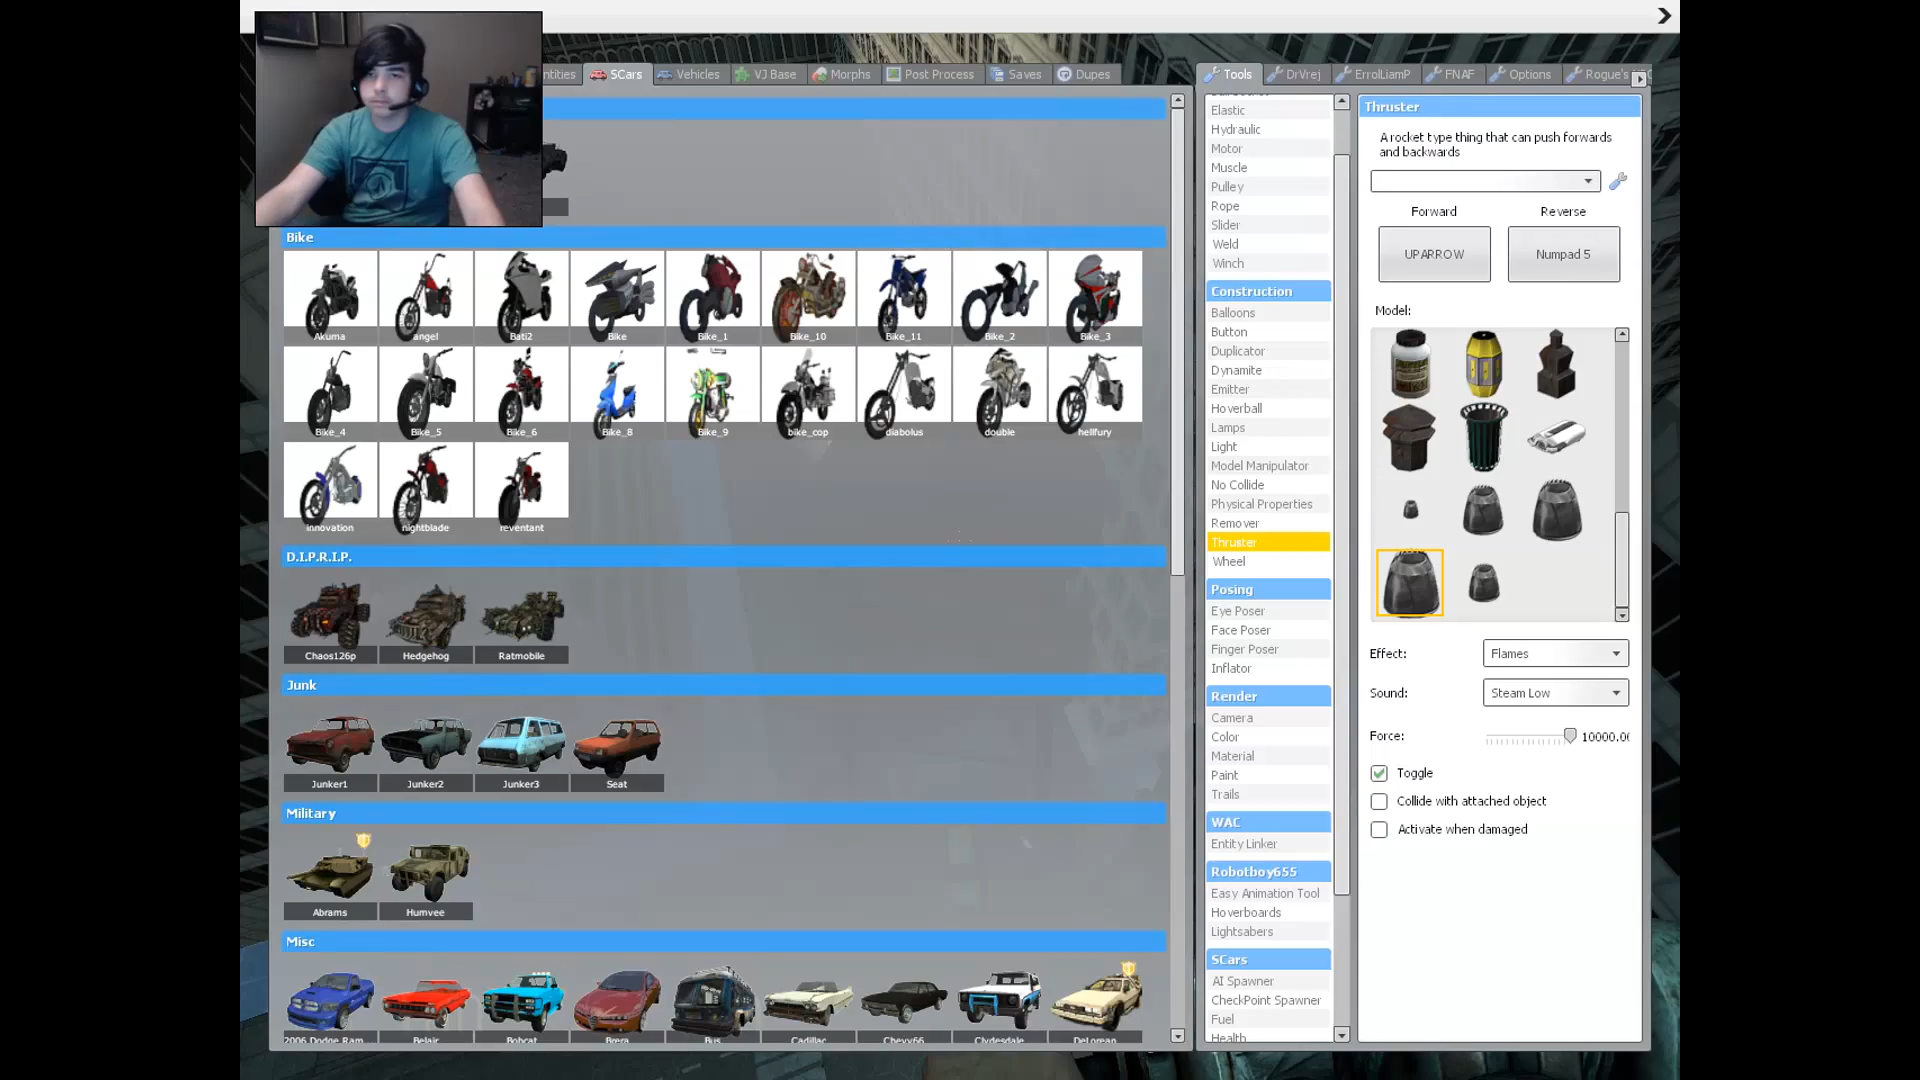 ntities
SCars
Vehicles
VJ Base
Morphs
Post Process
Saves
Dupes
Tools
DrVrej
ErrolLiamP
FNAF
Options
Rogue's
Bike
Akuma
angel
Bati2
Bike
Bike_1
Bike_10
Bike_11
Bike_2
Bike_3
Bike_4
Bike_5
Bike_6
Bike_8
Bike_9
bike_cop
diabolus
double
hellfury
innovation
nightblade
reventant
D.I.P.R.I.P.
Chaos126p
Hedgehog
Ratmobile
Junk
Junker1
Junker2
Junker3
Seat
Military
Abrams
Humvee
Misc
2006 Dodge Ram
Belair
Bobcat
Brera
Bus
Cadillac
Chevy66
Clydesdale
DeLorean
Elastic
Hydraulic
Motor
Muscle
Pulley
Rope
Slider
Weld
Winch
Construction
Balloons
Button
Duplicator
Dynamite
Emitter
Hoverball
Lamps
Light
Model Manipulator
No Collide
Physical Properties
Remover
Thruster
Wheel
Posing
Eye Poser
Face Poser
Finger Poser
Inflator
Render
Camera
Color
Material
Paint
Trails
WAC
Entity Linker
Robotboy655
Easy Animation Tool
Hoverboards
Lightsabers
SCars
AI Spawner
CheckPoint Spawner
Fuel
Health
Thruster
A rocket type thing that can push forwards
and backwards
Forward
Reverse
UPARROW
Numpad 5
Model:
Effect:
Flames
Sound:
Steam Low
Force:
10000.00
Toggle
Collide with attached object
Activate when damaged